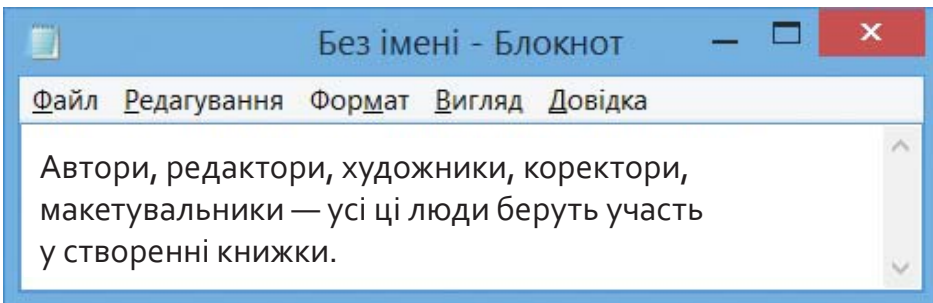 Без імені - Блокнот
Файл Редагування Формат Вигляд Довідка
Автори, редактори, художники, коректори,
макетувальники — усі ці люди беруть участь
у створенні книжки.